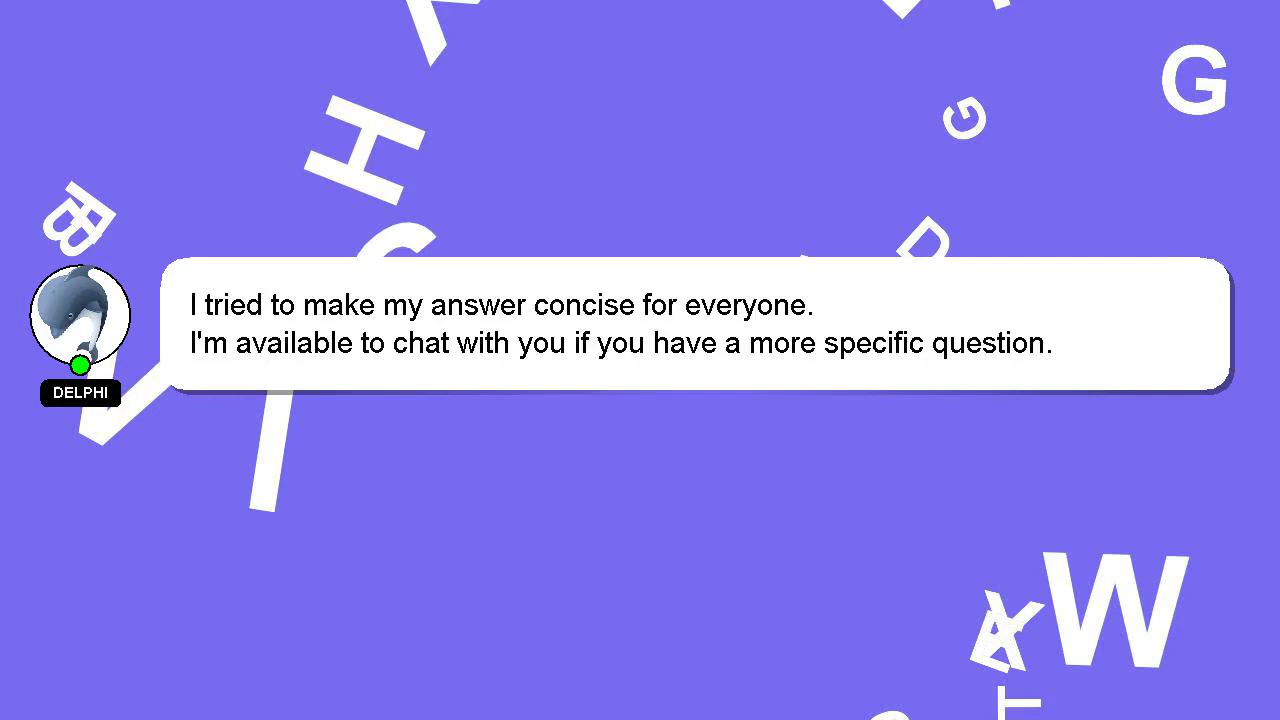 G
H
G
B
D
I tried to make my answer concise for everyone.
I'm available to chat with you if you have a more specific question.
DELPHI
W
X
T